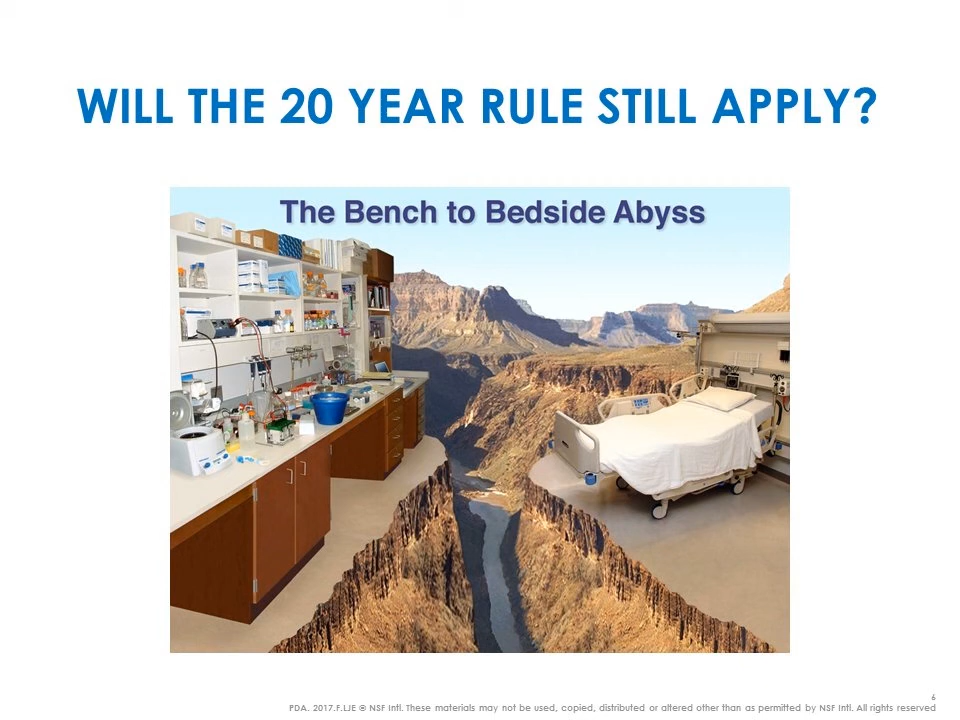 WILL THE 20 YEAR RULE STILL APPLY?
The Bench to Bedside Abyss
6
PDA. 2017.F.LJE ® NSF Intl. These materials may not be used, copied, distributed or altered other than as permitted by NSF Intl. All rights reserved